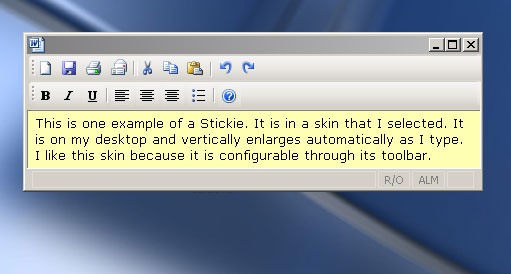 B I U
This is one example of a Stickie. It is in a skin that I selected. It
is on my desktop and vertically enlarges automatically as I type.
I like this skin because it is configurable through its toolbar.
R/O ALM